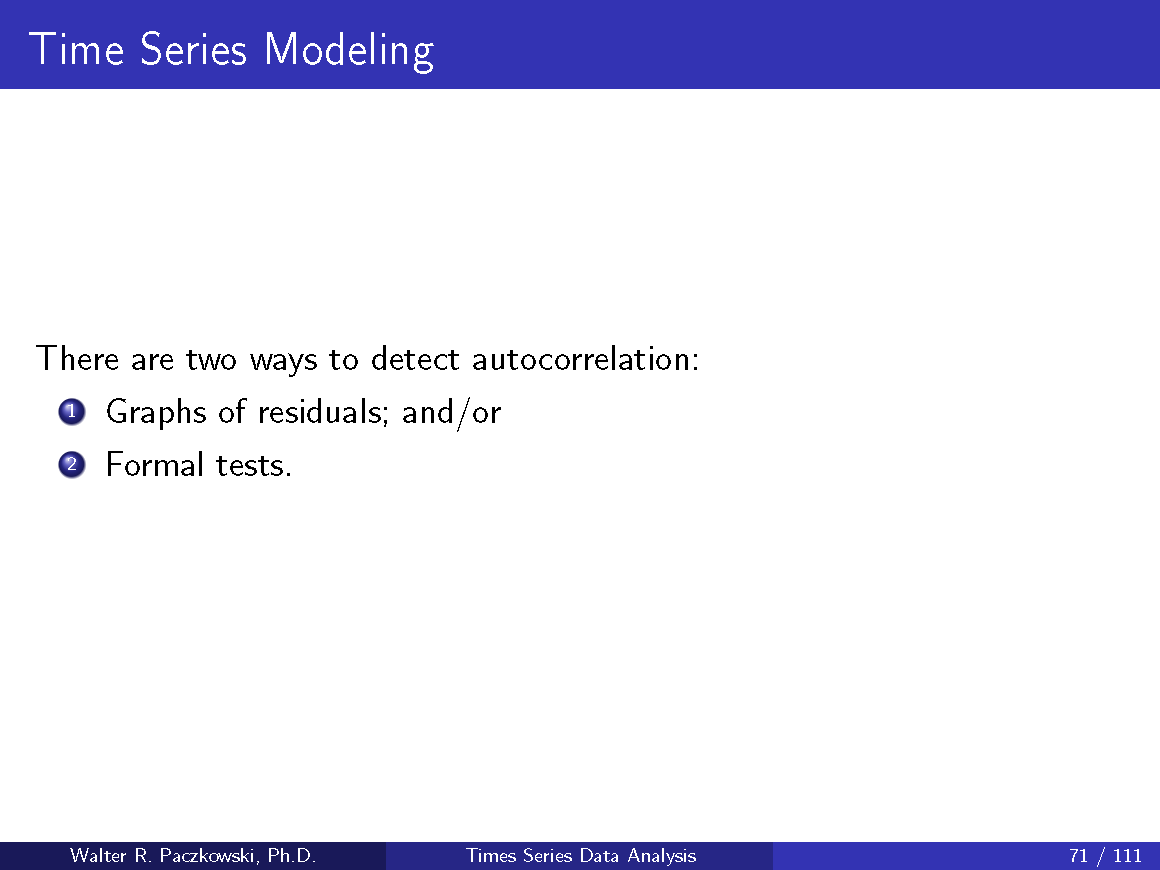 Time Series Modeling
There are two ways to detect autocorrelation:
1 Graphs of residuals; and/or
2 Formal tests.
Walter R. Paczkowski, Ph.D. Times Series Data Analysis 71 / 111